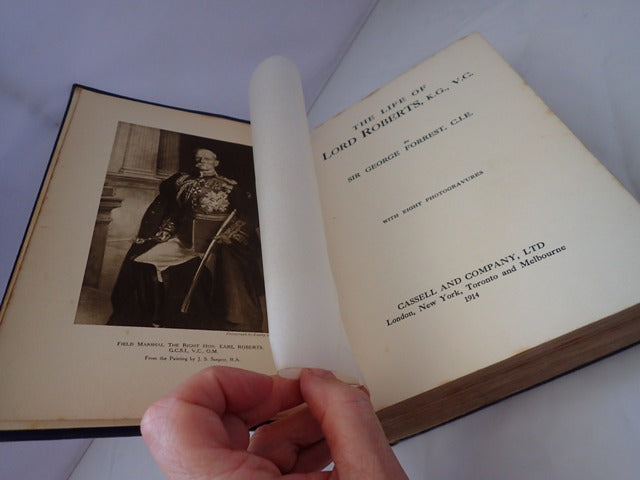 FIELD MARSHAL THE RIGHT HON. EARL ROBERTS,
G.C.S.I., V.C., O.M.
From the Painting by J. S. Sargent, R.A.
THE LIFE OF
LORD ROBERTS, K.G., V.C.
BY
SIR GEORGE FORREST, C.I.E.
WITH EIGHT PHOTOGRAVURES
CASSELL AND COMPANY, LTD
London, New York, Toronto and Melbourne
1914